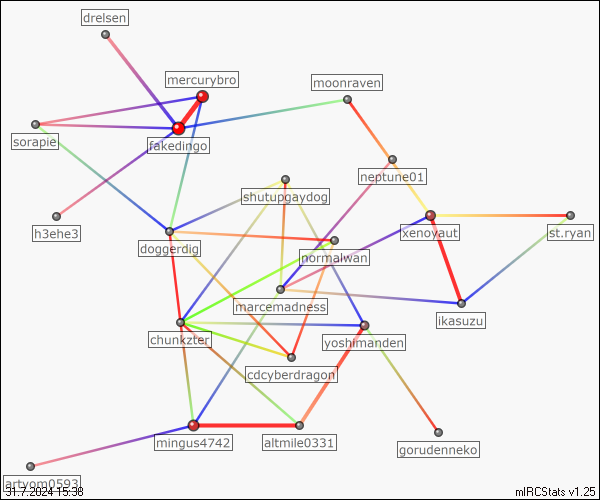 drelsen
mercurybro
moonraven
sorapie
fakedingo
neptune01
shutupgaydog
h3ehe3
xenoyaut
st.ryan
doggerdig
normalwan
marcemadness
ikasuzu
chunkzter
yoshimanden
cdcyberdragon
mingus4742
altmile0331
gorudenneko
artyom0593
31.7.2024 15:38
mIRCStats v1.25